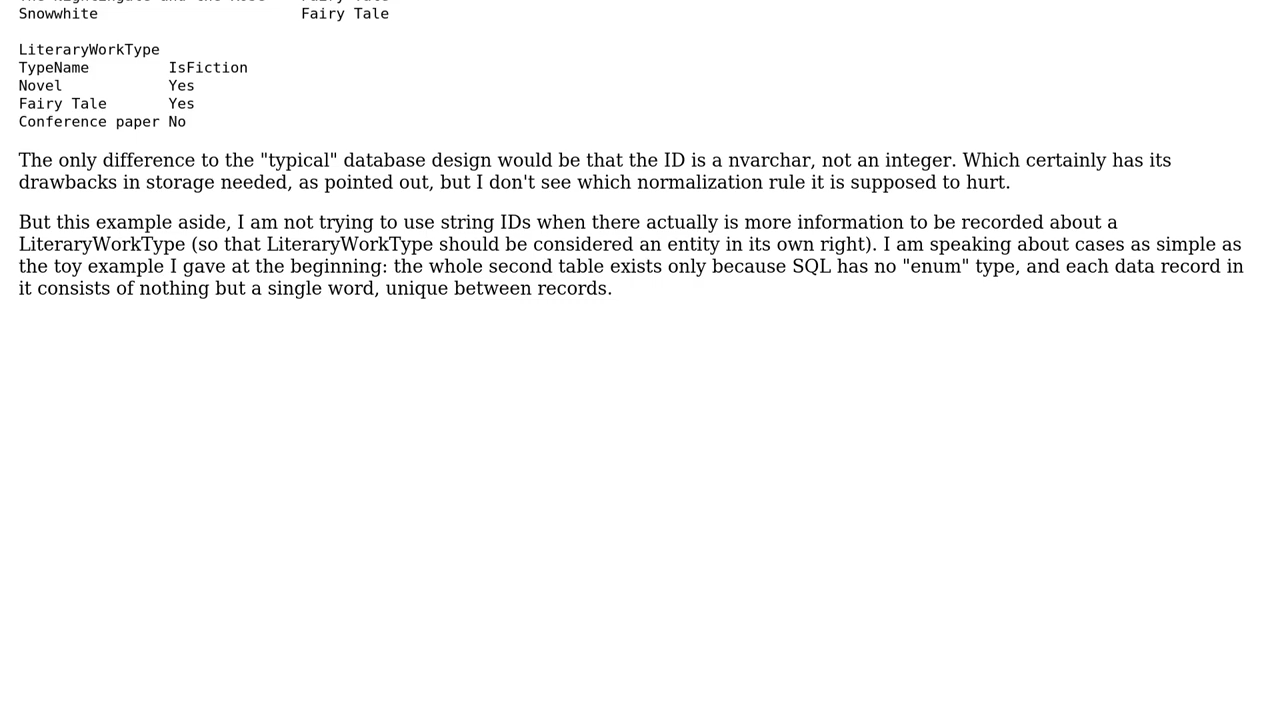 Snowwhite Fairy Tale
LiteraryWorkType
TypeName IsFiction
Novel Yes
Fairy Tale Yes
Conference paper No
The only difference to the "typical" database design would be that the ID is a nvarchar, not an integer. Which certainly has its
drawbacks in storage needed, as pointed out, but I don't see which normalization rule it is supposed to hurt.
But this example aside, I am not trying to use string IDs when there actually is more information to be recorded about a
LiteraryWorkType (so that LiteraryWorkType should be considered an entity in its own right). I am speaking about cases as simple as
the toy example I gave at the beginning: the whole second table exists only because SQL has no "enum" type, and each data record in
it consists of nothing but a single word, unique between records.